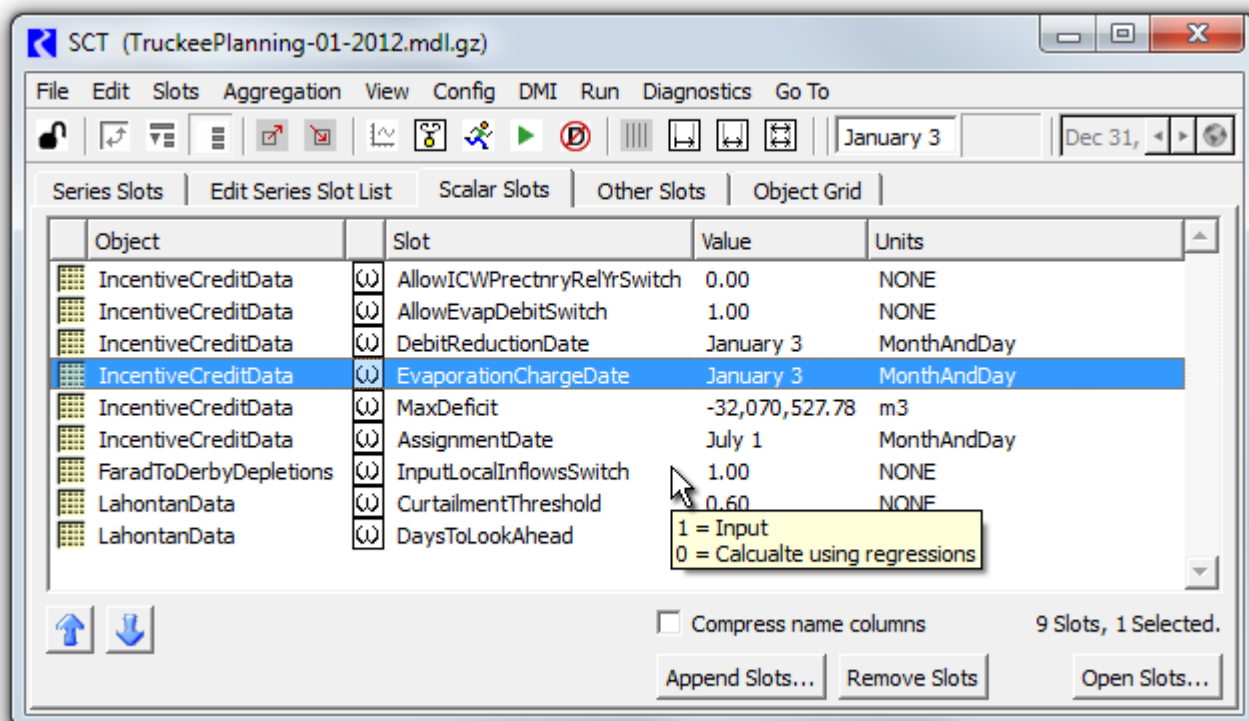 SCT (TruckeePlanning-01-2012.mdl.gz)
File Edit Slots Aggregation View Config DMI Run Diagnostics Go To
January 3 Dec 31,
Series Slots Edit Series Slot List Scalar Slots Other Slots Object Grid
Object Slot Value Units
IncentiveCreditData ω AllowICWPrectnryRelYrSwitch 0.00 NONE
IncentiveCreditData ω AllowEvapDebitSwitch 1.00 NONE
IncentiveCreditData ω DebitReductionDate January 3 MonthAndDay
IncentiveCreditData ω EvaporationChargeDate January 3 MonthAndDay
IncentiveCreditData ω MaxDeficit -32,070,527.78 m3
IncentiveCreditData ω AssignmentDate July 1 MonthAndDay
FaradToDerbyDepletions ω InputLocalInflowsSwitch 1.00 NONE
LahontanData ω CurtailmentThreshold 0.60 NONE
LahontanData ω DaysToLookAhead
1 = Input
0 = Calcualte using regressions
Compress name columns 9 Slots, 1 Selected.
Append Slots... Remove Slots Open Slots...